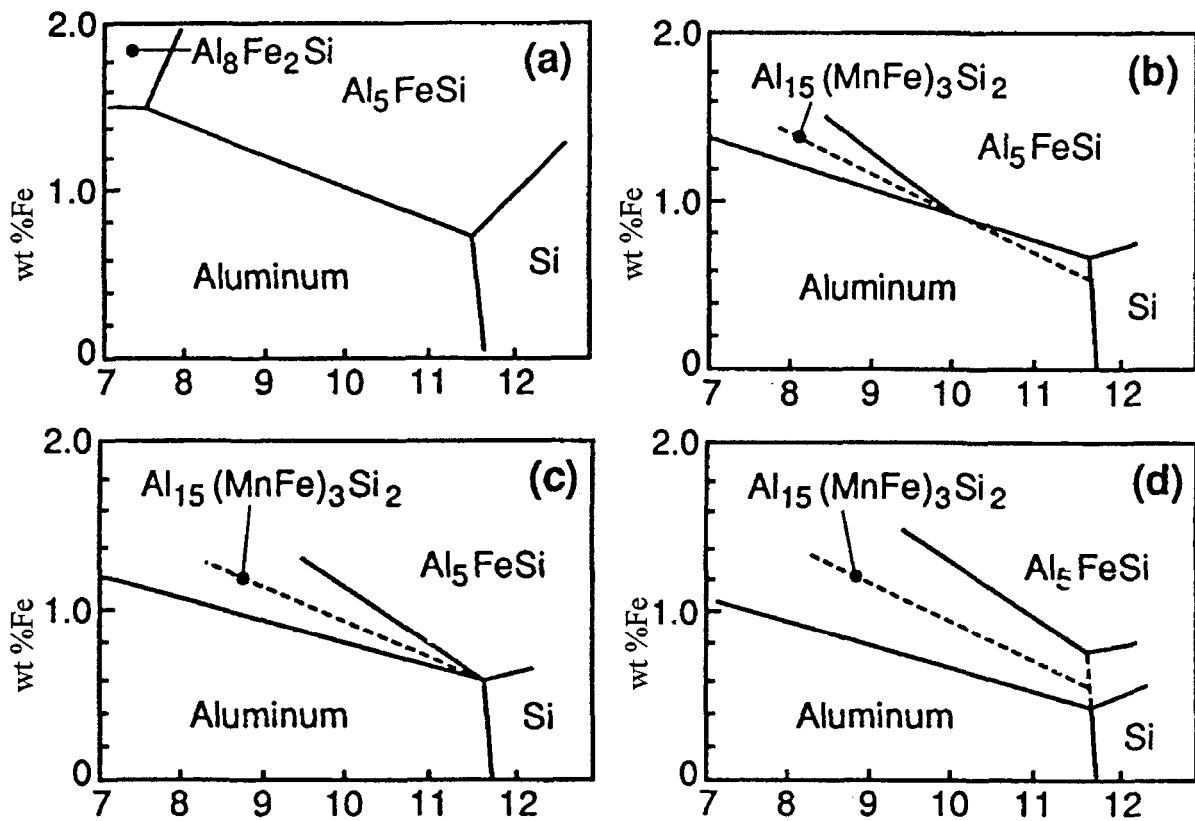 2.0
(a)
Al8Fe2Si
Al5FeSi
wt %Fe
1.0
Si
Aluminum
0
7 8 9 10 11 12
2.0
(b)
Al15(MnFe)3Si2
Al5FeSi
wt %Fe
1.0
Aluminum
Si
0
7 8 9 10 11 12
2.0
(c)
Al15(MnFe)3Si2
Al5FeSi
wt %Fe
1.0
Aluminum
Si
0
7 8 9 10 11 12
2.0
(d)
Al15(MnFe)3Si2
Al5FeSi
wt %Fe
1.0
Aluminum
Si
0
7 8 9 10 11 12